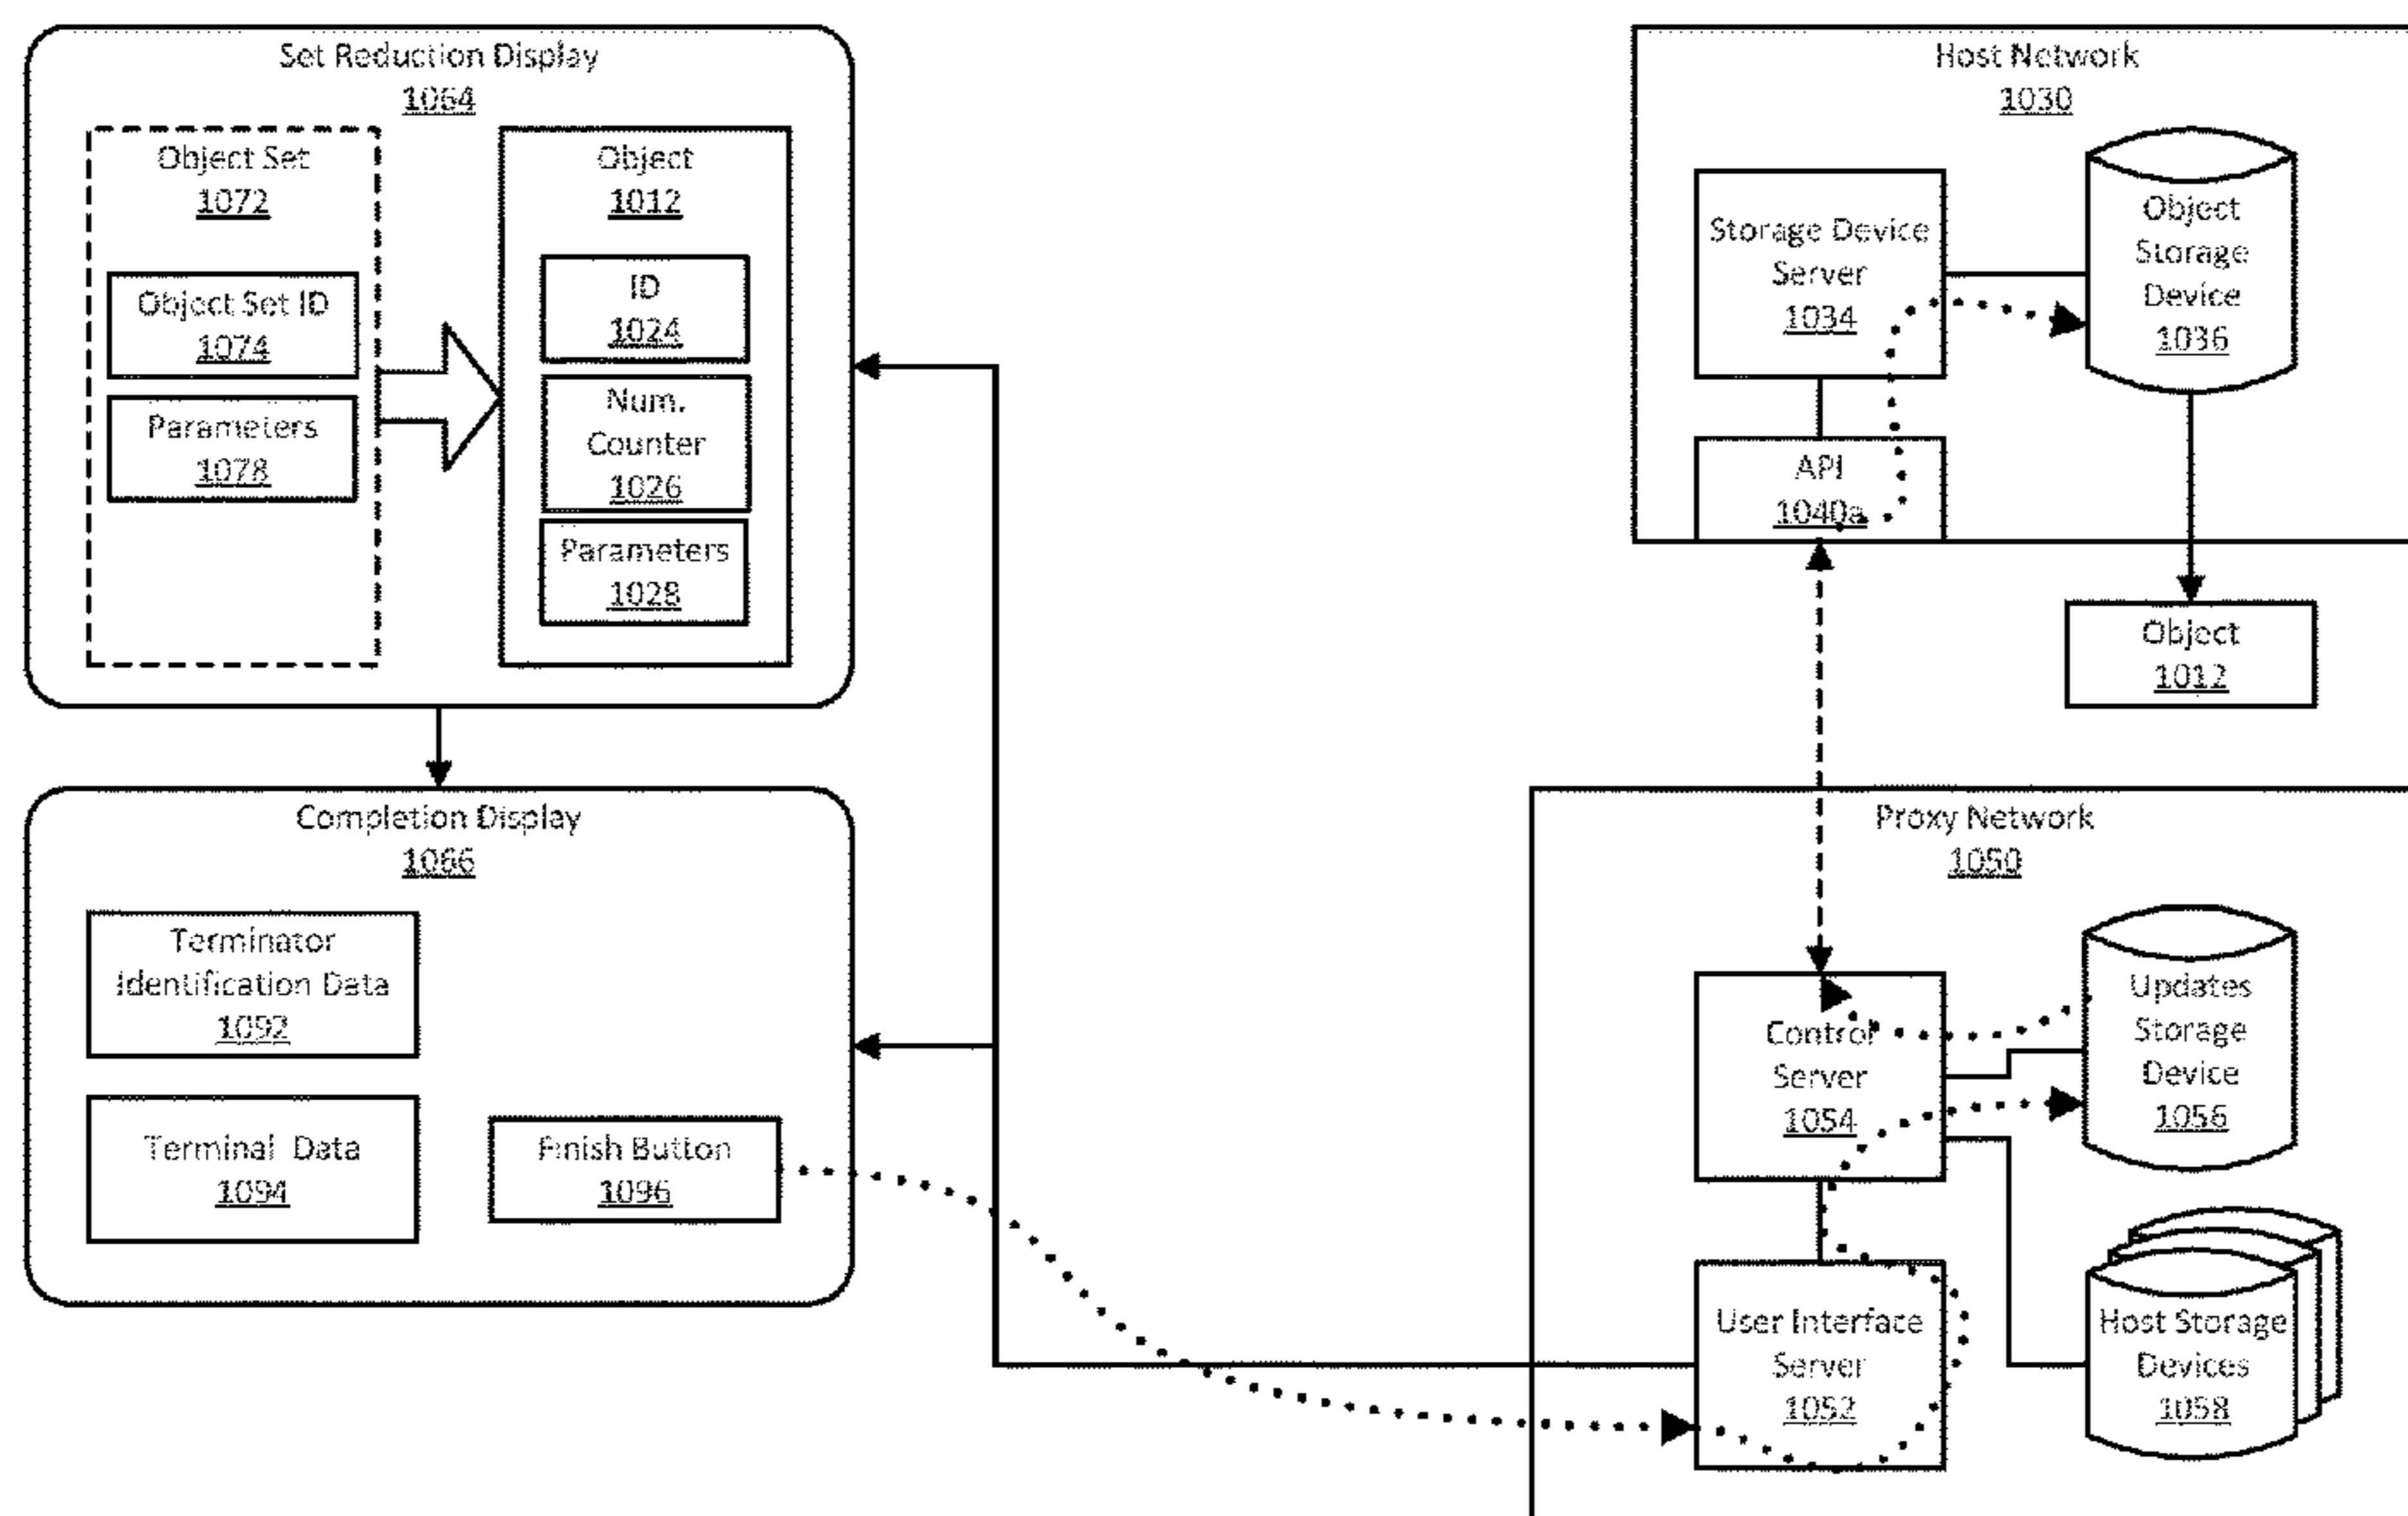 Set Reduction Display
1064
Object Set
1072
Object Set ID
1074
Parameters
1078
Object
1012
ID
1024
Num.
Counter
1026
Parameters
1028
Completion Display
1066
Terminator
Identification Data
1092
Terminal Data
1094
Finish Button
1096
Host Network
1030
Storage Device
Server
1034
Object
Storage
Device
1036
API
1040a
Object
1012
Proxy Network
1050
Control
Server
1054
Updates
Storage
Device
1056
User Interface
Server
1052
Host Storage
Devices
1058